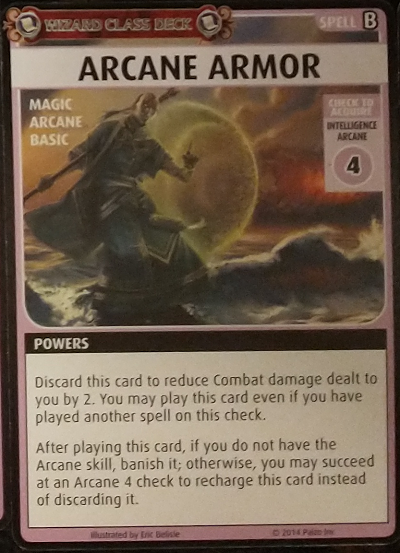 WIZARD CLASS DECK
SPELL B
ARCANE ARMOR
MAGIC
ARCANE
BASIC
CHECK TO
ACQUIRE
INTELLIGENCE
ARCANE
4
POWERS
Discard this card to reduce Combat damage dealt to
you by 2. You may play this card even if you have
played another spell on this check.
After playing this card, if you do not have the
Arcane skill, banish it; otherwise, you may succeed
at an Arcane 4 check to recharge this card instead
of discarding it.
Illustrated by Eric Belisle
© 2014 Paizo Inc